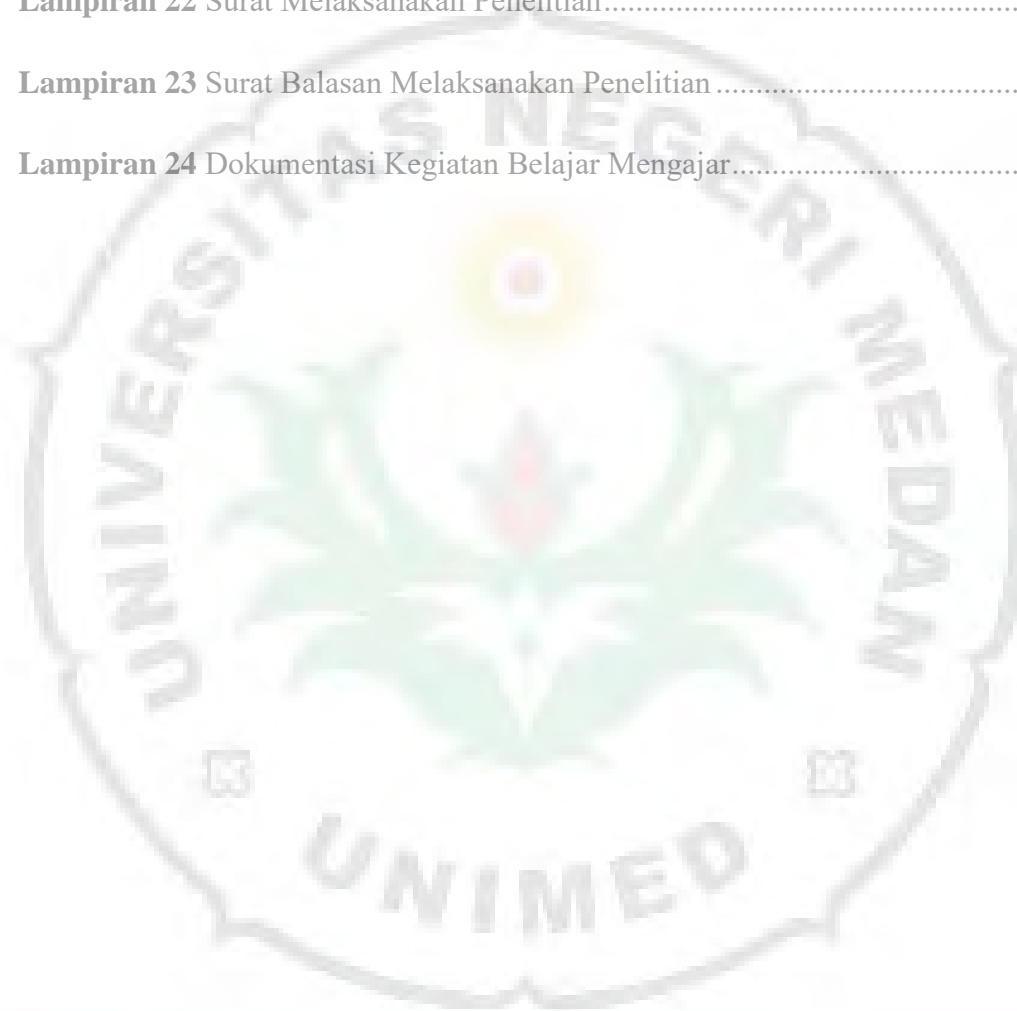 Lampiran 22 Surat Melaksanakan Penelitian........................................................
Lampiran 23 Surat Balasan Melaksanakan Penelitian ......................................
Lampiran 24 Dokumentasi Kegiatan Belajar Mengajar....................................
UNIVERSITAS NEGERI MEDAN
UNIMED